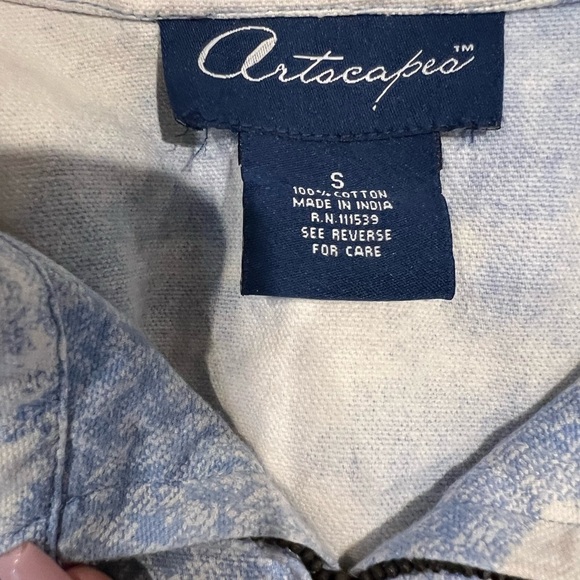 Artscapes™
S
100% COTTON
MADE IN INDIA
R.N.111539
SEE REVERSE
FOR CARE